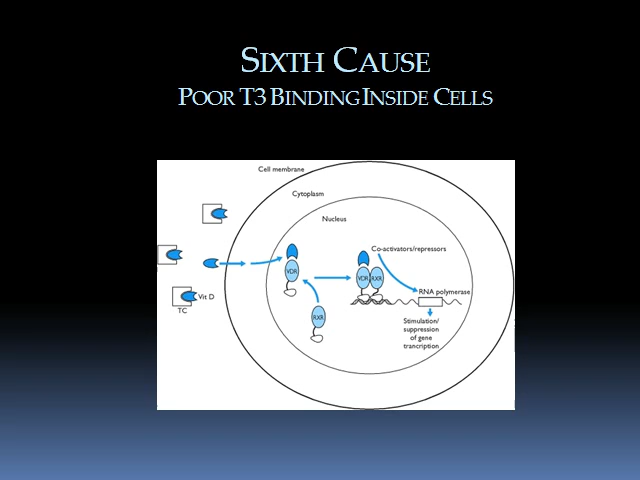 SIXTH CAUSE
POOR T3 BINDING INSIDE CELLS
Cell membrane
Cytoplasm
Nucleus
Co-activators/repressors
VDR
VDR RXR
RNA polymerase
Vit D
TC
RXR
Stimulation/
suppression
of gene
trancription